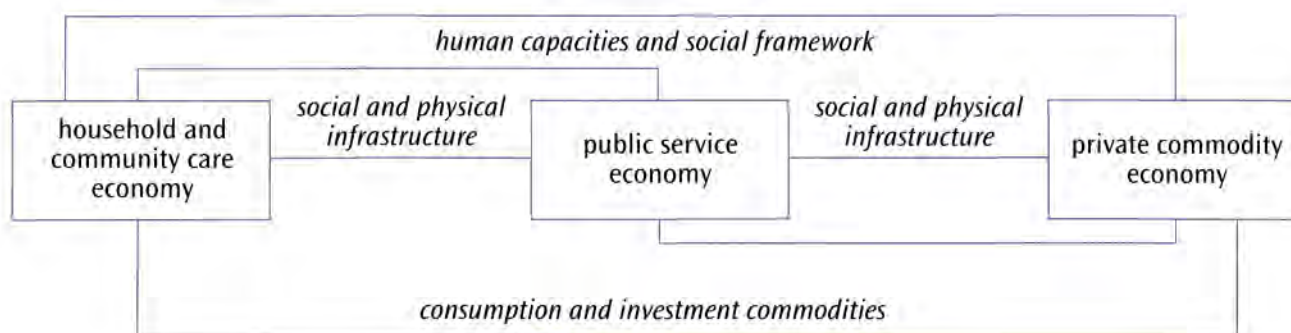 human capacities and social framework
social and physical
infrastructure
social and physical
infrastructure
household and
community care
economy
public service
economy
private commodity
economy
consumption and investment commodities